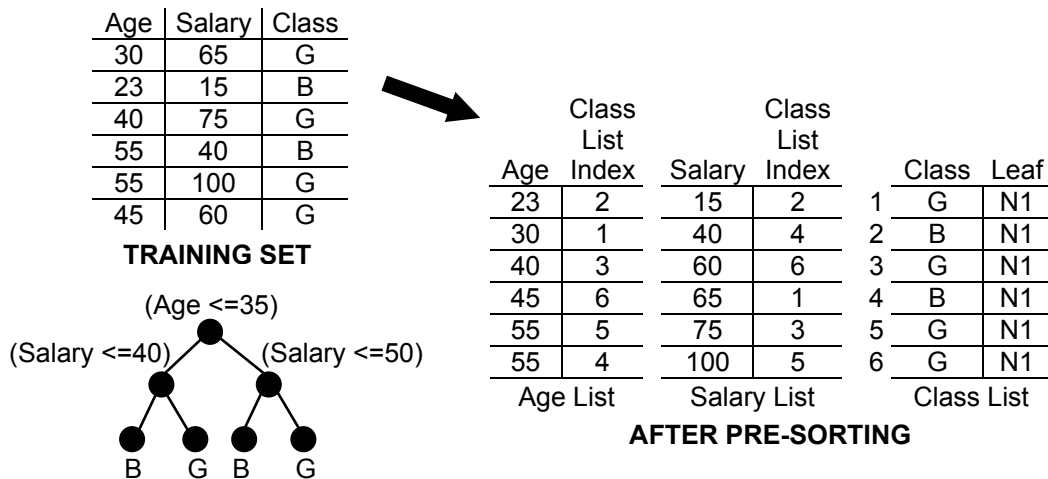 Age Salary Class
30 65 G
23 15 B
40 75 G
55 40 B
55 100 G
45 60 G
TRAINING SET
(Age <=35)
(Salary <=40) (Salary <=50)
B G B G
Class Class
List List
Age Index Salary Index Class Leaf
23 2 15 2 1 G N1
30 1 40 4 2 B N1
40 3 60 6 3 G N1
45 6 65 1 4 B N1
55 5 75 3 5 G N1
55 4 100 5 6 G N1
Age List Salary List Class List
AFTER PRE-SORTING